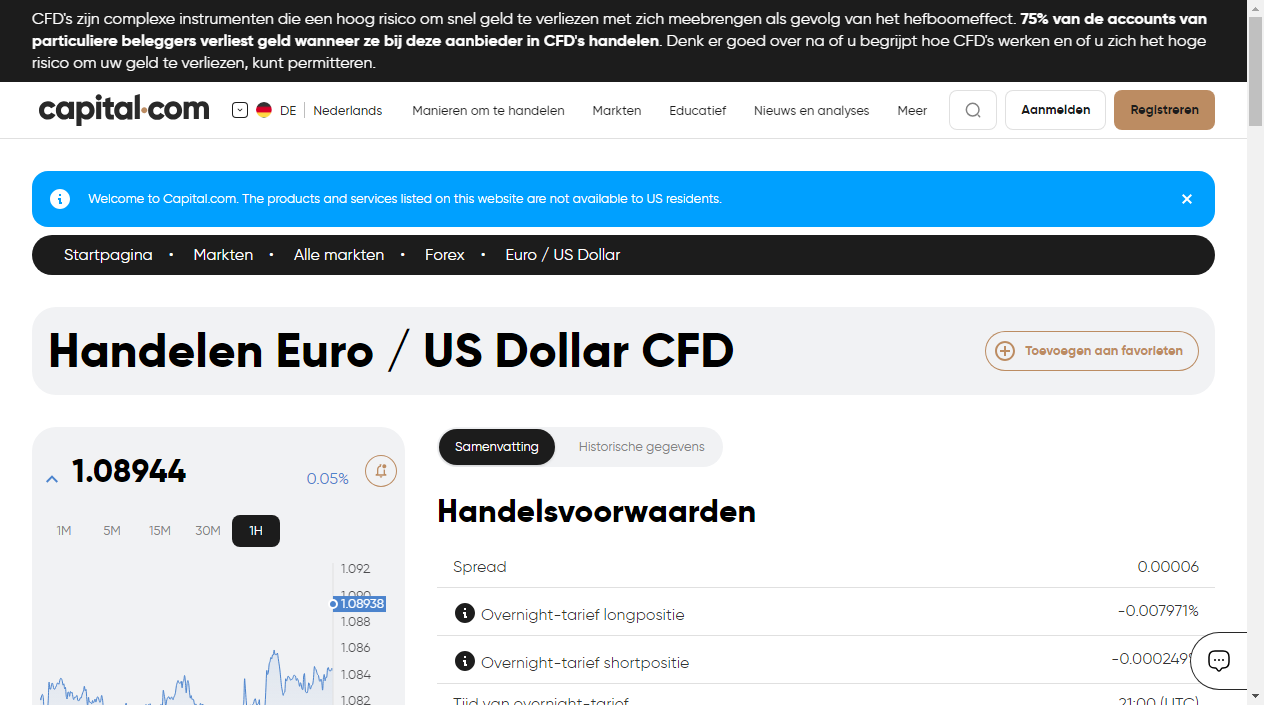 CFD's zijn complexe instrumenten die een hoog risico om snel geld te verliezen met zich meebrengen als gevolg van het hefboomeffect. 75% van de accounts van
particuliere beleggers verliest geld wanneer ze bij deze aanbieder in CFD's handelen. Denk er goed over na of u begrijpt hoe CFD's werken en of u zich het hoge
risico om uw geld te verliezen, kunt permitteren.
capital.com DE Nederlands Manieren om te handelen Markten Educatief Nieuws en analyses Meer Aanmelden Registreren
Welcome to Capital.com. The products and services listed on this website are not available to US residents.
Startpagina • Markten • Alle markten • Forex • Euro / US Dollar
Handelen Euro / US Dollar CFD
Toevoegen aan favorieten
1.08944
0.05%
1M 5M 15M 30M 1H
1.092
1.090
1.08938
1.088
1.086
1.084
1.082
Samenvatting Historische gegevens
Handelsvoorwaarden
Spread 0.00006
Overnight-tarief longpositie -0.007971%
Overnight-tarief shortpositie -0.000249%
Tijd van overnight-tarief 21:00 (UTC)